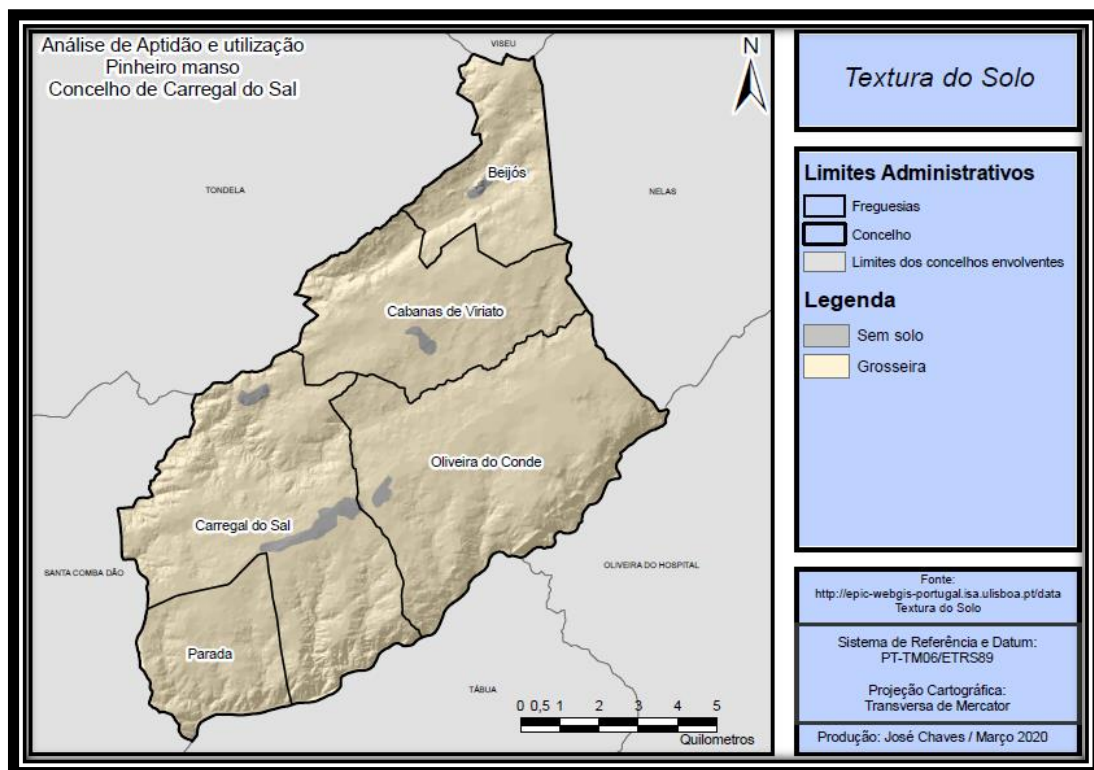 Análise de Aptidão e utilização
Pinheiro manso
Concelho de Carregal do Sal
VISEU
N
TONDELA
Beijós
NELAS
Cabanas de Viriato
Oliveira do Conde
Carregal do Sal
SANTA COMBA DÃO
OLIVEIRA DO HOSPITAL
Parada
TÁBUA
0 0,5 1 2 3 4 5
Quilometros
Textura do Solo
Limites Administrativos
Freguesias
Concelho
Limites dos concelhos envolventes
Legenda
Sem solo
Grosseira
Fonte:
http://epic-webgis-portugal.isa.ulisboa.pt/data
Textura do Solo
Sistema de Referência e Datum:
PT-TM06/ETRS89
Projeção Cartográfica:
Transversa de Mercator
Produção: José Chaves / Março 2020